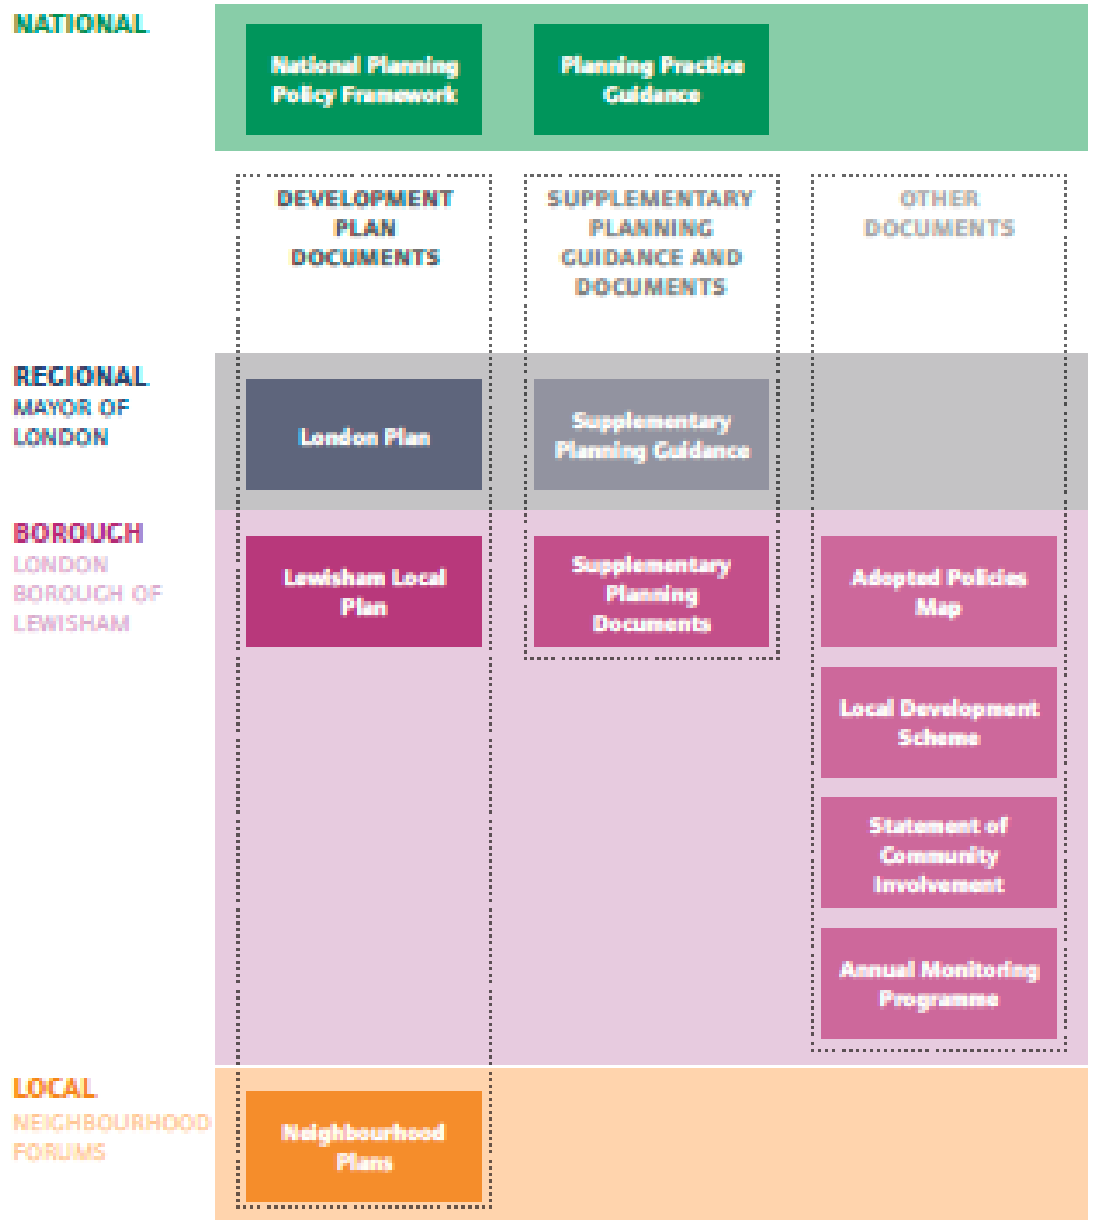 NATIONAL
National Planning
Policy Framework
Planning Practice
Guidance
DEVELOPMENT
PLAN
DOCUMENTS
SUPPLEMENTARY
PLANNING
GUIDANCE AND
DOCUMENTS
OTHER
DOCUMENTS
REGIONAL
MAYOR OF
LONDON
London Plan
Supplementary
Planning Guidance
BOROUGH
LONDON
BOROUGH OF
LEWISHAM
Lewisham Local
Plan
Supplementary
Planning
Documents
Adopted Policies
Map
Local Development
Scheme
Statement of
Community
Involvement
Annual Monitoring
Programme
LOCAL
NEIGHBOURHOOD
FORUMS
Neighbourhood
Plans